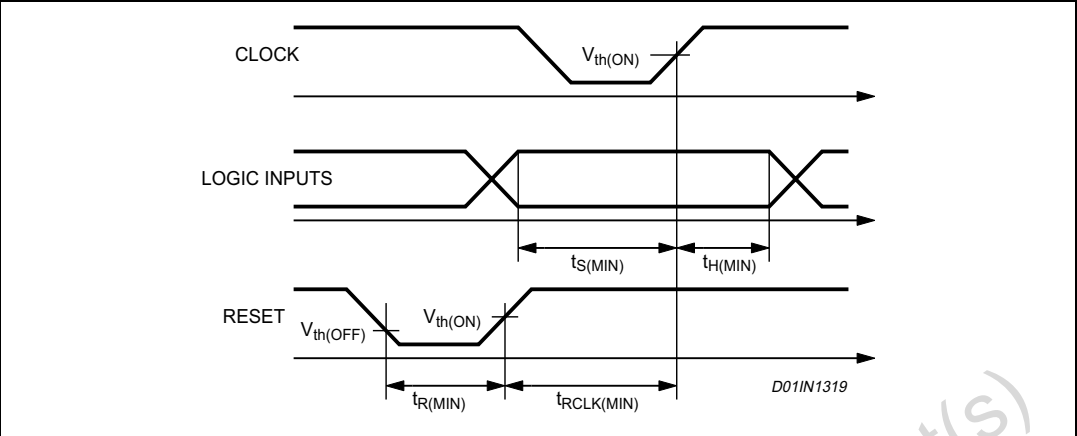 CLOCK
Vth(ON)
LOGIC INPUTS
tS(MIN)
tH(MIN)
RESET
Vth(OFF)
Vth(ON)
tR(MIN)
tRCLK(MIN)
D01IN1319
t(s)